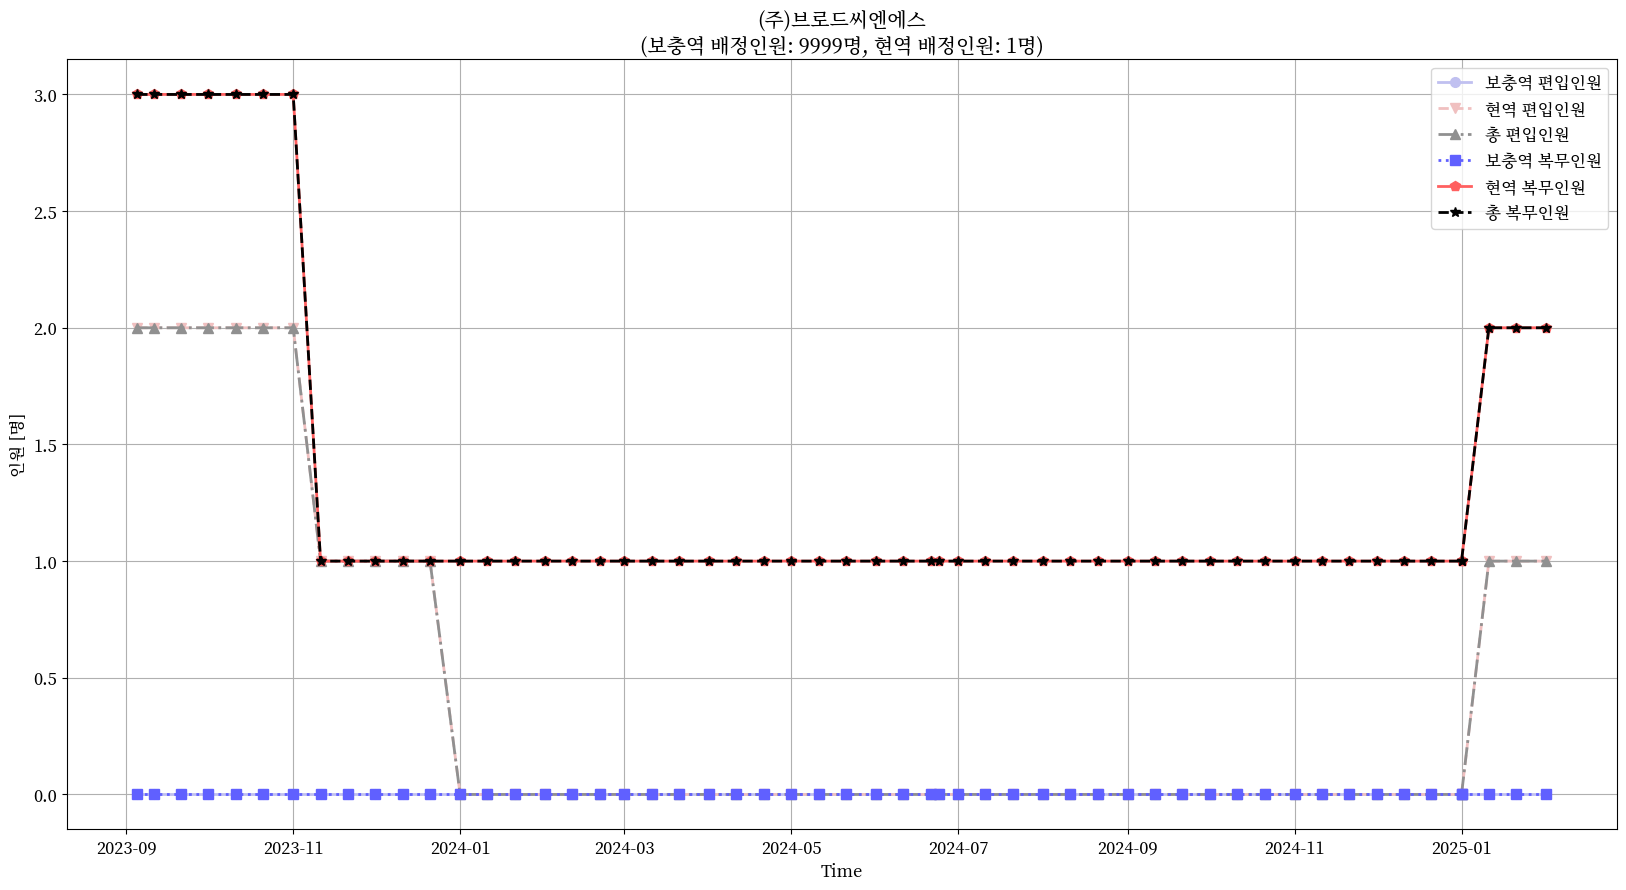 (주)브로드씨엔에스
(보충역 배정인원: 9999명, 현역 배정인원: 1명)
보충역 편입인원
현역 편입인원
총 편입인원
보충역 복무인원
현역 복무인원
총 복무인원
인원 [명]
3.0
2.5
2.0
1.5
1.0
0.5
0.0
2023-09 2023-11 2024-01 2024-03 2024-05 2024-07 2024-09 2024-11 2025-01
Time